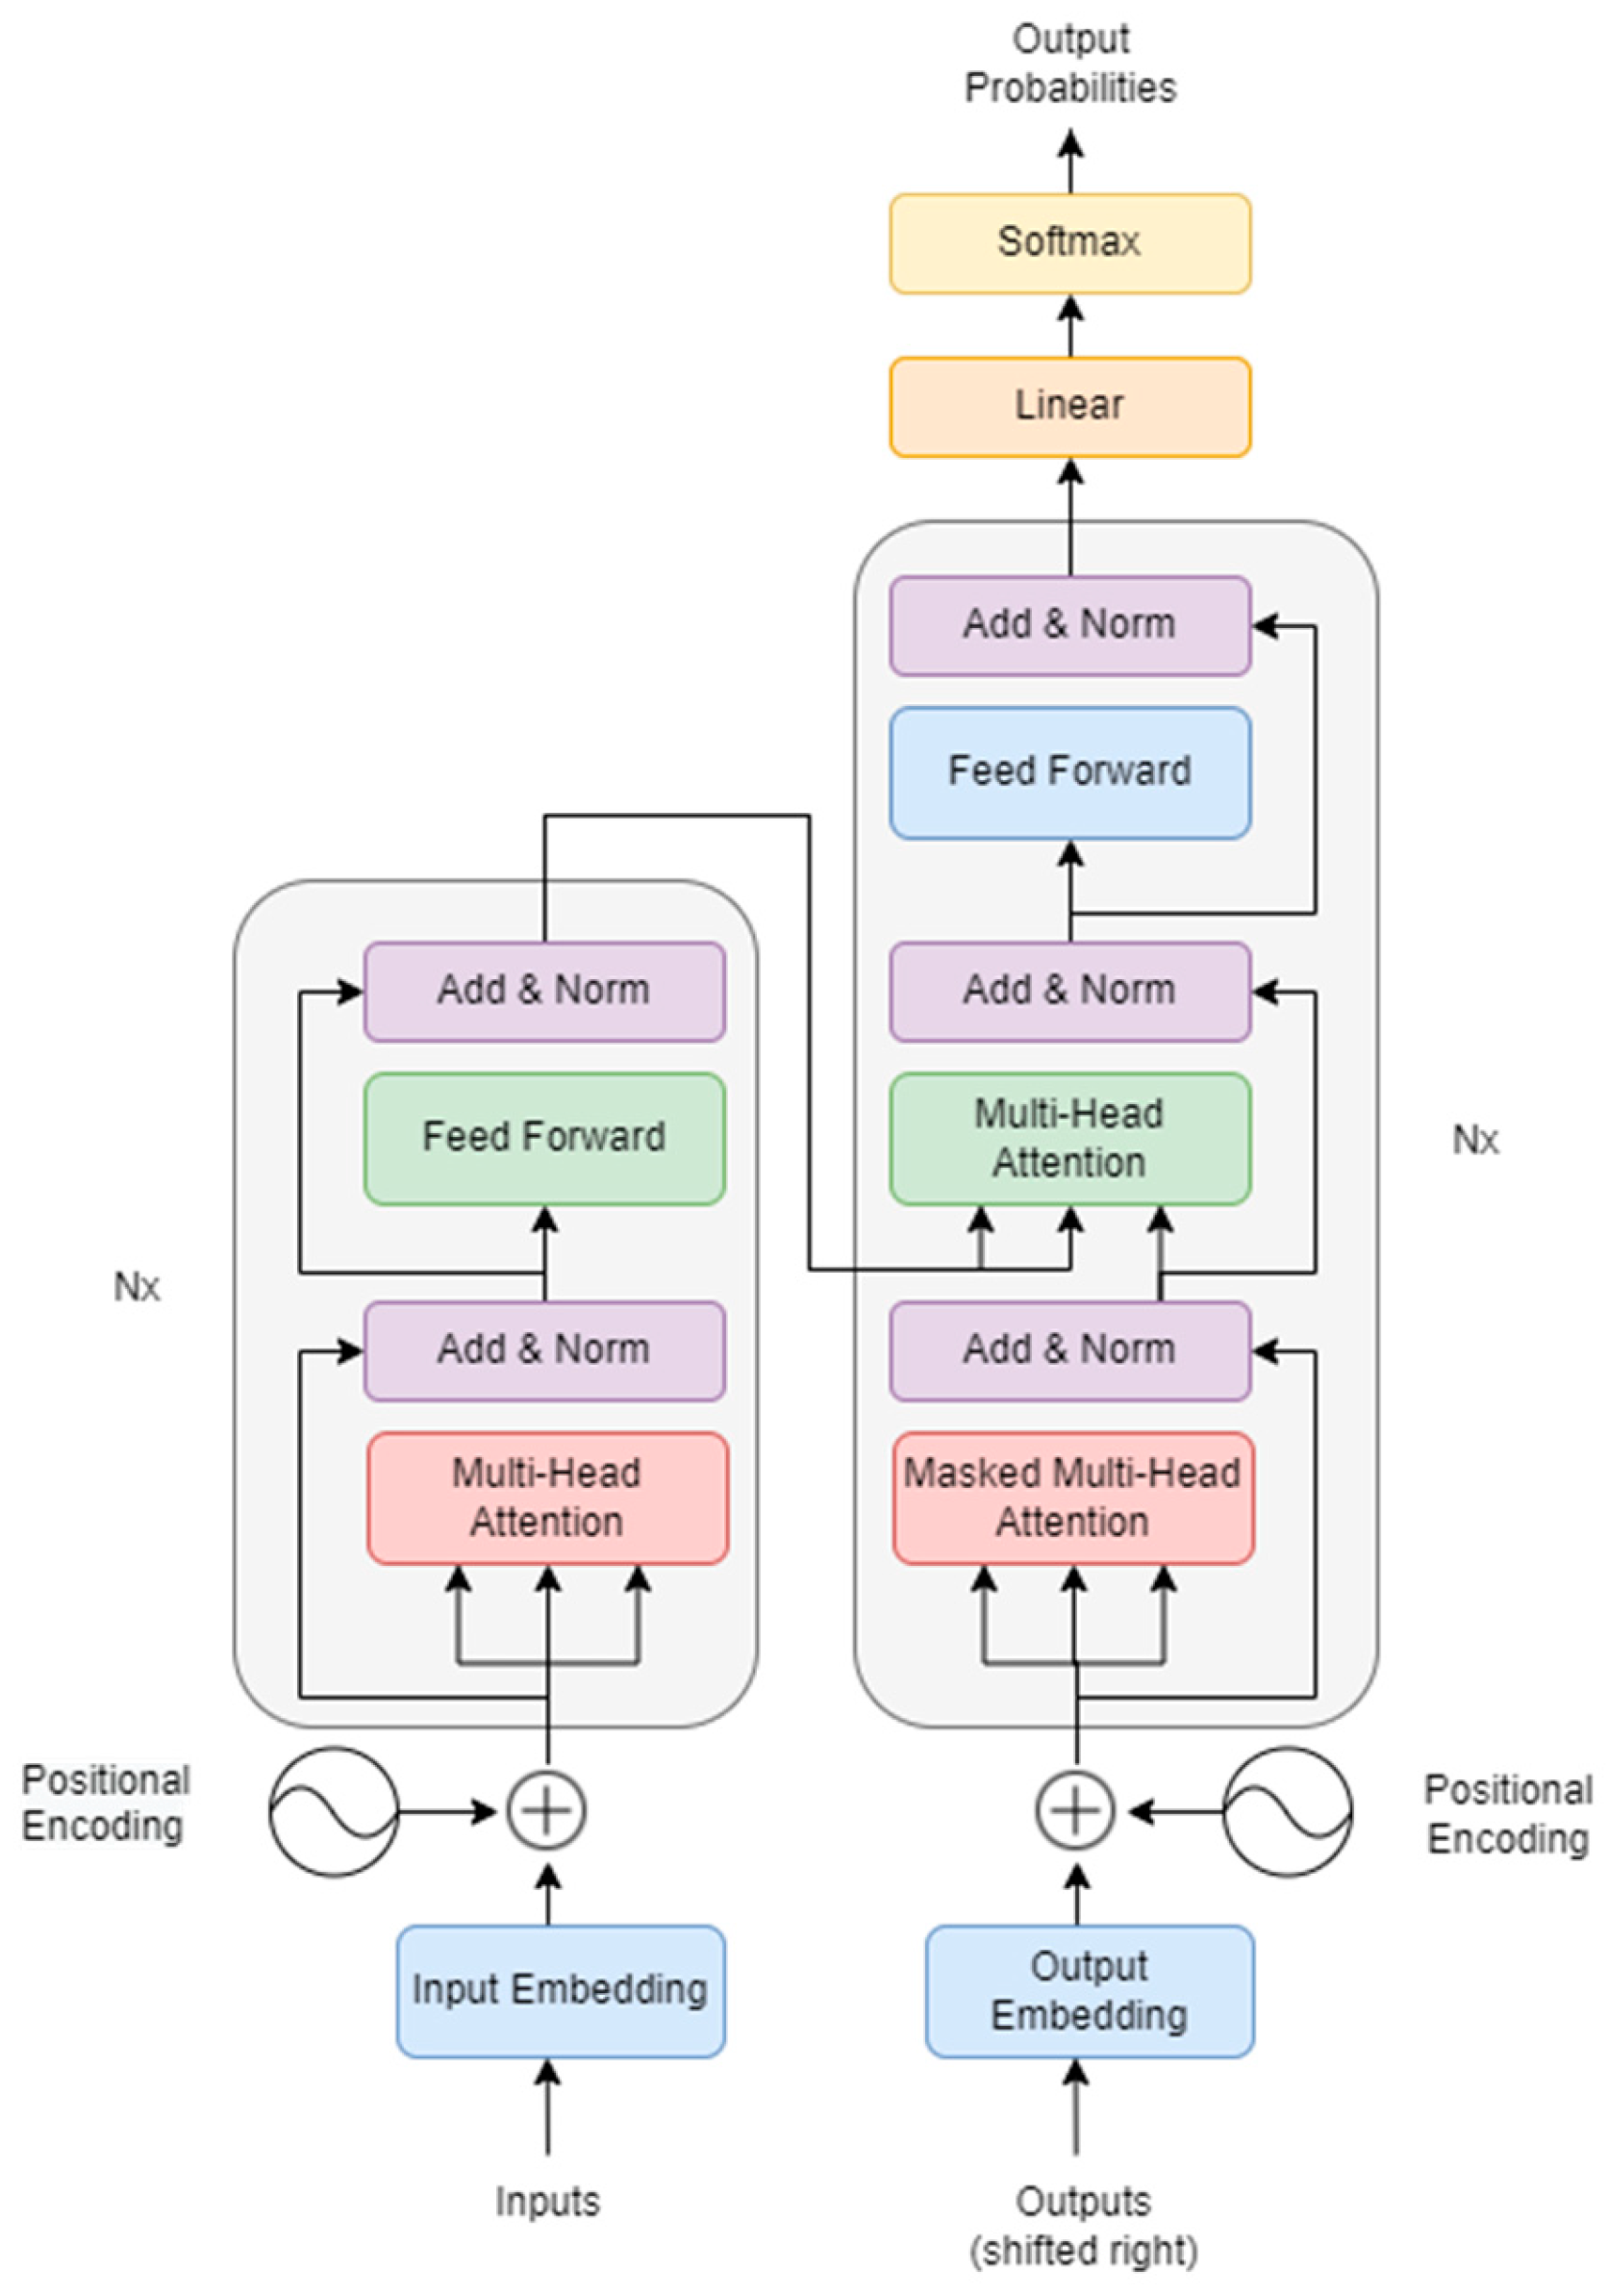 Output
Probabilities
Softmax
Linear
Add & Norm
Feed Forward
Add & Norm
Multi-Head
Attention
Nx
Add & Norm
Masked Multi-Head
Attention
Add & Norm
Feed Forward
Nx
Add & Norm
Multi-Head
Attention
Positional
Encoding
Positional
Encoding
Input Embedding
Output
Embedding
Inputs
Outputs
(shifted right)